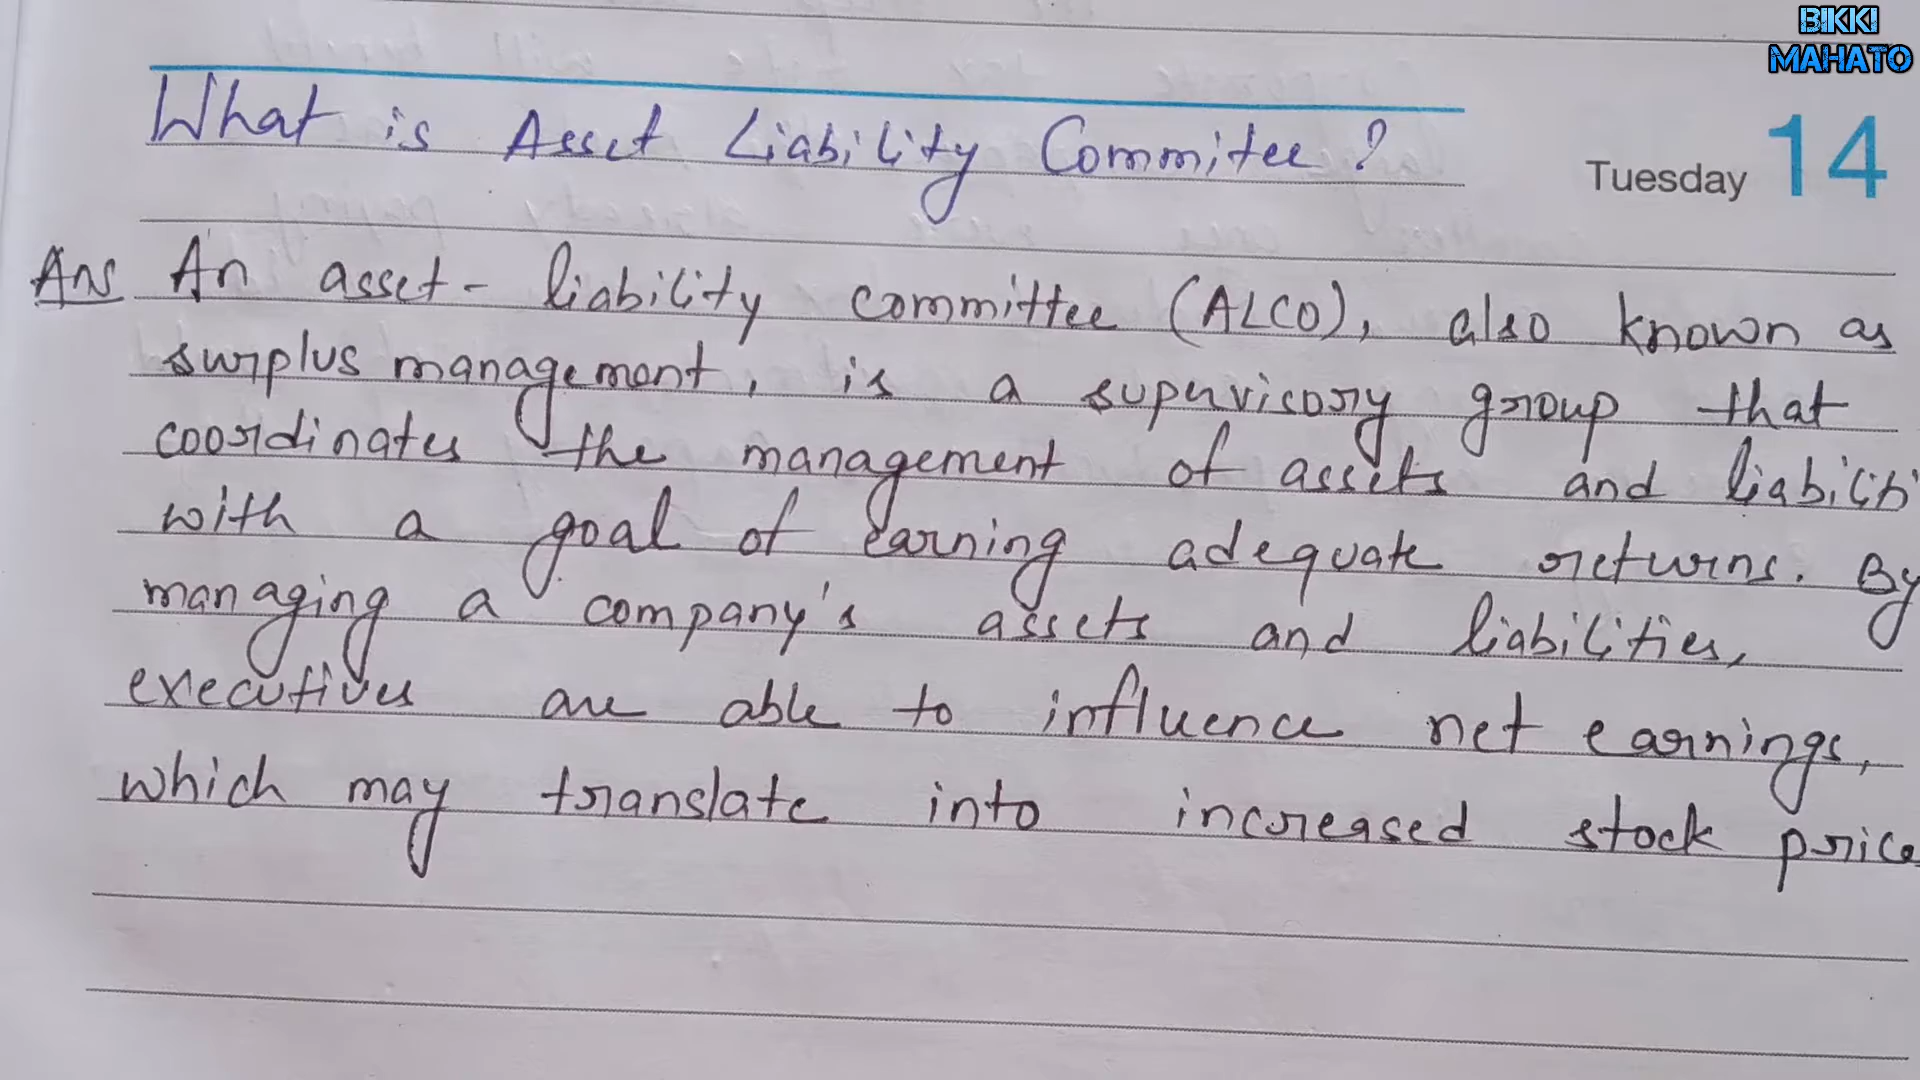 BIKKI
MAHATO
What is Asset Liability Commitee?
Tuesday 14
Ans An asset-liability committee (ALCO), also known as
surplus management, is a supervisory group that
coordinates the management of assets and
with a goal of earning adequate returns. By
managing a company's assets and liabilities,
executives are able to influence net earnings,
which may translate into increased stock price